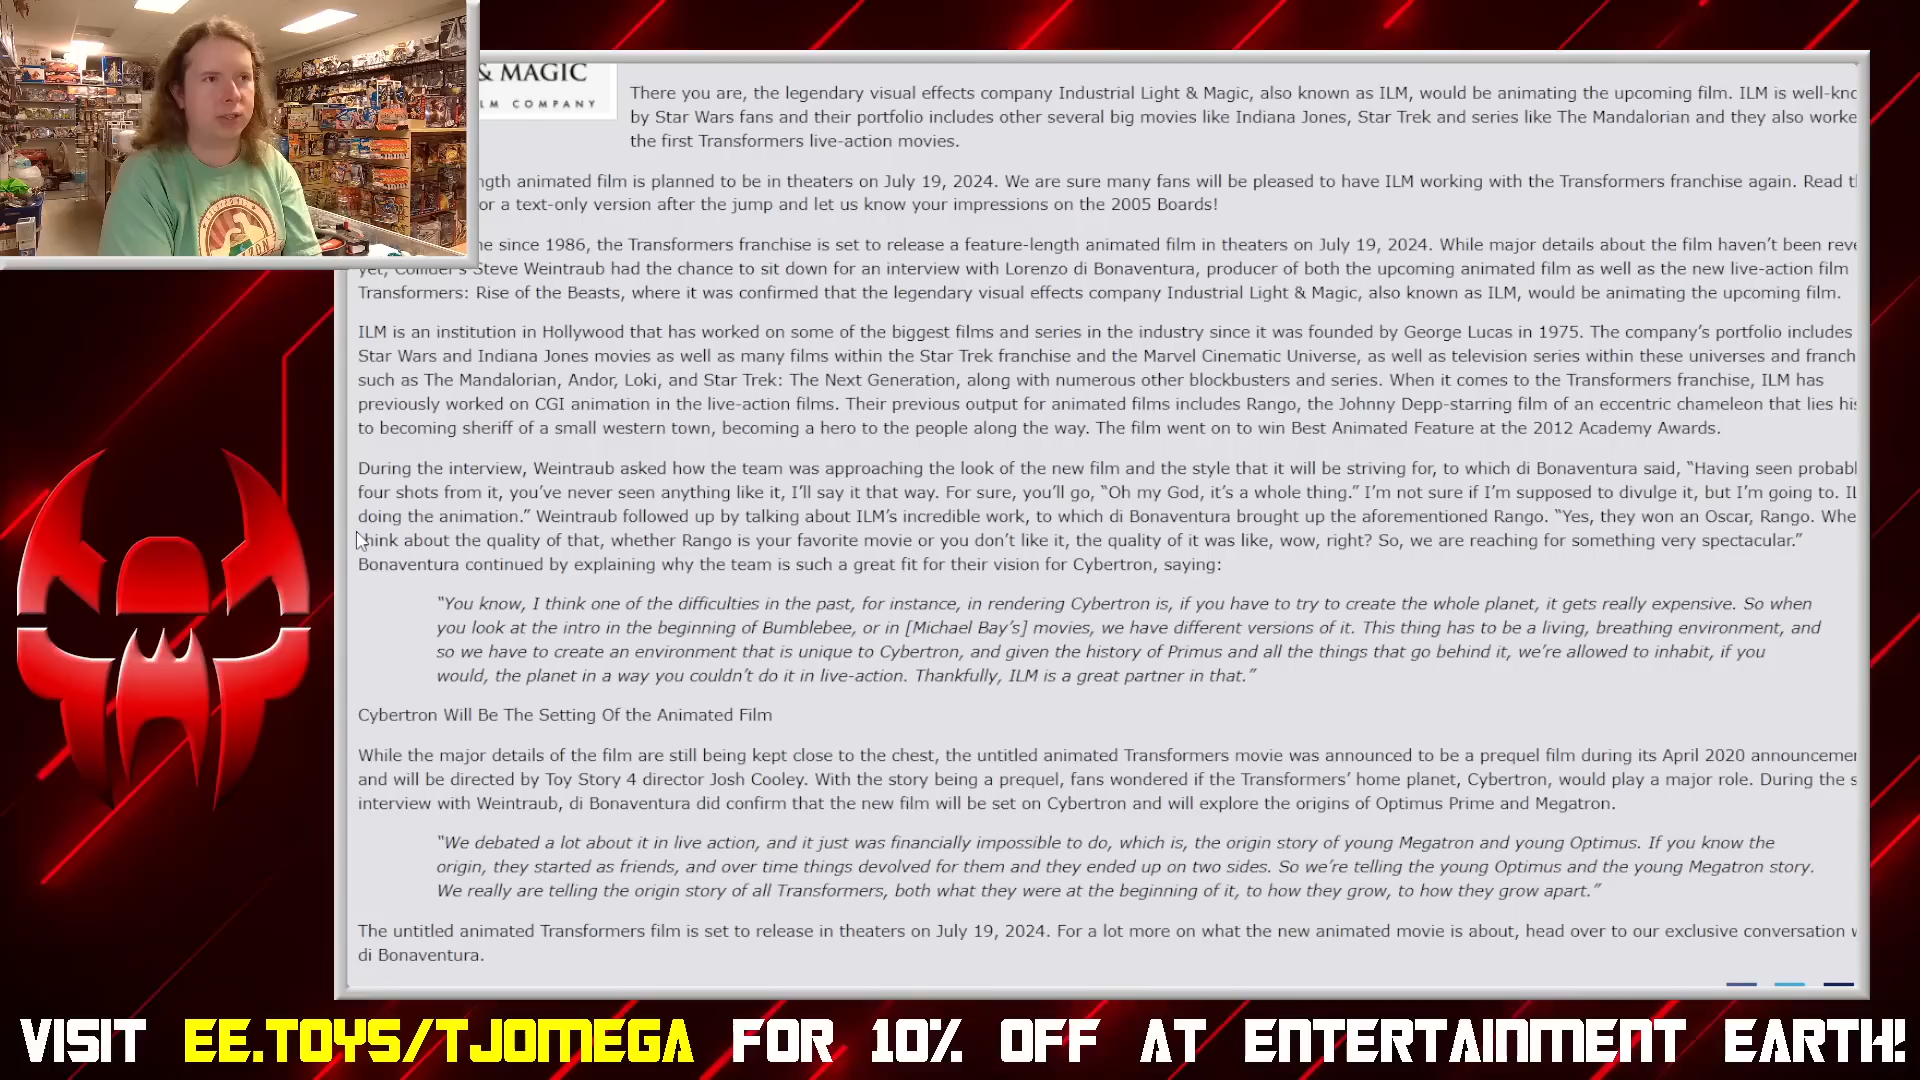 & MAGIC
LM COMPANY
There you are, the legendary visual effects company Industrial Light & Magic, also known as ILM, would be animating the upcoming film. ILM is
by Star Wars fans and their portfolio includes other several big movies like Indiana Jones, Star Trek and series like The Mandalorian and they also
the first Transformers live-action movies.
animated film is planned to be in theaters on July 19, 2024. We are sure many fans will be pleased to have ILM working with the Transformers franchise again. Read
or a text-only version after the jump and let us know your impressions on the 2005 Boards!
since 1986, the Transformers franchise is set to release a feature-length animated film in theaters on July 19, 2024. While major details about the film haven't been
yet, Collider's Steve Weintraub had the chance to sit down for an interview with Lorenzo di Bonaventura, producer of both the upcoming animated film as well as the new live-action film
Transformers: Rise of the Beasts, where it was confirmed that the legendary visual effects company Industrial Light & Magic, also known as ILM, would be animating the upcoming film.
ILM is an institution in Hollywood that has worked on some of the biggest films and series in the industry since it was founded by George Lucas in 1975. The company's portfolio includes
Star Wars and Indiana Jones movies as well as many films within the Star Trek franchise and the Marvel Cinematic Universe, as well as television series within these universes and
such as The Mandalorian, Andor, Loki, and Star Trek: The Next Generation, along with numerous other blockbusters and series. When it comes to the Transformers franchise, ILM has
previously worked on CGI animation in the live-action films. Their previous output for animated films includes Rango, the Johnny Depp-starring film of an eccentric chameleon that lies
to becoming sheriff of a small western town, becoming a hero to the people along the way. The film went on to win Best Animated Feature at the 2012 Academy Awards.
During the interview, Weintraub asked how the team was approaching the look of the new film and the style that it will be striving for, to which di Bonaventura said, “Having seen
four shots from it, you've never seen anything like it, I'll say it that way. For sure, you'll go, “Oh my God, it's a whole thing.” I'm not sure if I'm supposed to divulge it, but I'm going to.
doing the animation.” Weintraub followed up by talking about ILM's incredible work, to which di Bonaventura brought up the aforementioned Rango. “Yes, they won an Oscar, Rango.
think about the quality of that, whether Rango is your favorite movie or you don't like it, the quality of it was like, wow, right? So, we are reaching for something very spectacular.”
Bonaventura continued by explaining why the team is such a great fit for their vision for Cybertron, saying:
“You know, I think one of the difficulties in the past, for instance, in rendering Cybertron is, if you have to try to create the whole planet, it gets really expensive. So when
you look at the intro in the beginning of Bumblebee, or in [Michael Bay's] movies, we have different versions of it. This thing has to be a living, breathing environment, and
so we have to create an environment that is unique to Cybertron, and given the history of Primus and all the things that go behind it, we're allowed to inhabit, if you
would, the planet in a way you couldn't do it in live-action. Thankfully, ILM is a great partner in that.”
Cybertron Will Be The Setting Of the Animated Film
While the major details of the film are still being kept close to the chest, the untitled animated Transformers movie was announced to be a prequel film during its April 2020
and will be directed by Toy Story 4 director Josh Cooley. With the story being a prequel, fans wondered if the Transformers' home planet, Cybertron, would play a major role. During the
interview with Weintraub, di Bonaventura did confirm that the new film will be set on Cybertron and will explore the origins of Optimus Prime and Megatron.
“We debated a lot about it in live action, and it just was financially impossible to do, which is, the origin story of young Megatron and young Optimus. If you know the
origin, they started as friends, and over time things devolved for them and they ended up on two sides. So we're telling the young Optimus and the young Megatron story.
We really are telling the origin story of all Transformers, both what they were at the beginning of it, to how they grow, to how they grow apart.”
The untitled animated Transformers film is set to release in theaters on July 19, 2024. For a lot more on what the new animated movie is about, head over to our exclusive conversation
di Bonaventura.
VISIT EE.TOYS/TJOMEGA FOR 10% OFF AT ENTERTAINMENT EARTH!